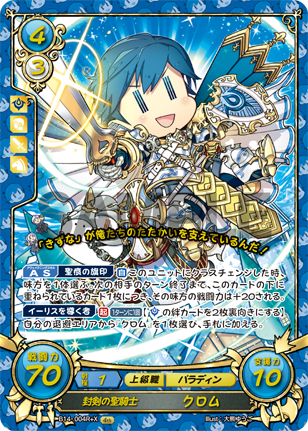 4
3
「きずな」が俺たちのたたかいを支えているんだ!
聖痕の旗印 このユニットにクラスチェンジした時、
味方を1体選ぶ。次の相手のターン終了まで、このカードの下に
重ねられているカード1枚につき、その味方の戦闘力は+20される。
イーリスを導く者 起 1ターンに1回 の絆カードを2枚裏向きにする
自分の退避エリアから‘クロム’を1枚選び、手札に加える。
戦闘力
70
上級職
パラディン
支援力
10
封剣の聖騎士
クロム
B14-004R+X
Illust: